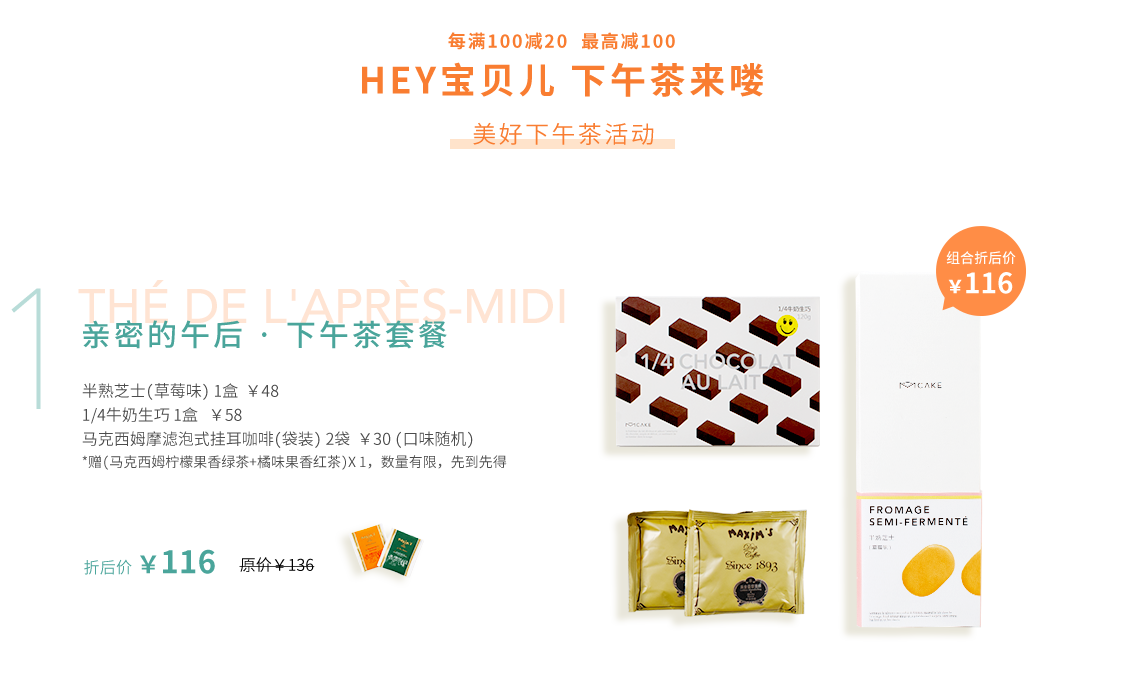 每满100减20 最高减100
HEY宝贝儿 下午茶来喽
美好下午茶活动
1
THÉ DE L'APRÈS-MIDI
亲密的午后 · 下午茶套餐
半熟芝士(草莓味) 1盒 ￥48
1/4牛奶生巧 1盒 ￥58
马克西姆摩滤泡式挂耳咖啡(袋装) 2袋 ￥30 (口味随机)
*赠(马克西姆柠檬果香绿茶+橘味果香红茶)X 1，数量有限，先到先得
折后价 ￥116 原价￥136
组合折后价
￥116
1/4牛奶生巧
120g
1/4 CHOCOLAT
AU LAIT
MCAKE
MCAKE
FROMAGE
SEMI-FERMENTÉ
半熟芝士
MAXIM'S
Drip
Coffee
Since 1893
MAXIM'S
Since